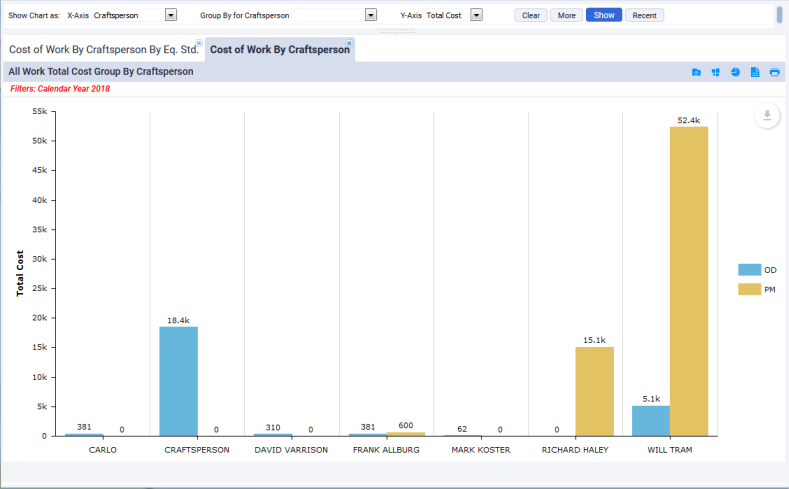 Show Chart as: X-Axis Craftsperson Group By for Craftsperson Y-Axis Total Cost Clear More Show Recent
Cost of Work By Craftsperson By Eq. Std. Cost of Work By Craftsperson
All Work Total Cost Group By Craftsperson
Filters: Calendar Year 2018
55k
50k
45k
40k
35k
30k
25k
20k
15k
10k
5k
0
Total Cost
381 0
18.4k 0
310 0
381 600
62 0
0 15.1k
5.1k 52.4k
CARLO CRAFTSPERSON DAVID VARRISON FRANK ALLBURG MARK KOSTER RICHARD HALEY WILL TRAM
OD
PM